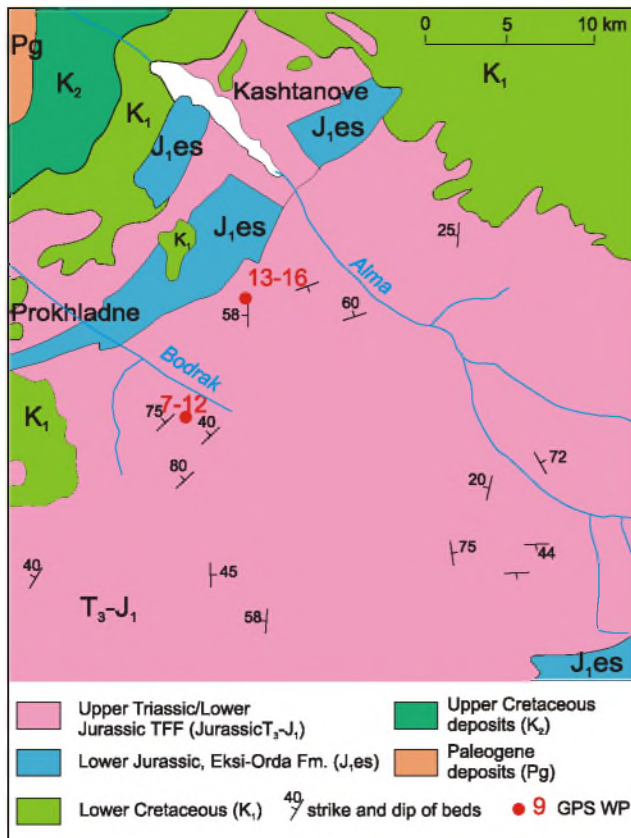 Pg
0 5 10 km
K₂
Kashtanove
K₁
K₁
J₁es
J₁es
25
K₁
J₁es
Alma
13-16
60
58
Prokhladne
Bodrak
7-12
75
40
K₁
80
72
20
75
44
40
45
T₃-J₁
58
J₁es
Upper Triassic/Lower
Jurassic TFF (JurassicT₃-J₁)
Upper Cretaceous
deposits (K₂)
Lower Jurassic, Eksi-Orda Fm. (J₁es)
Paleogene
deposits (Pg)
Lower Cretaceous (K₁)
40 strike and dip of beds
9 GPS WP